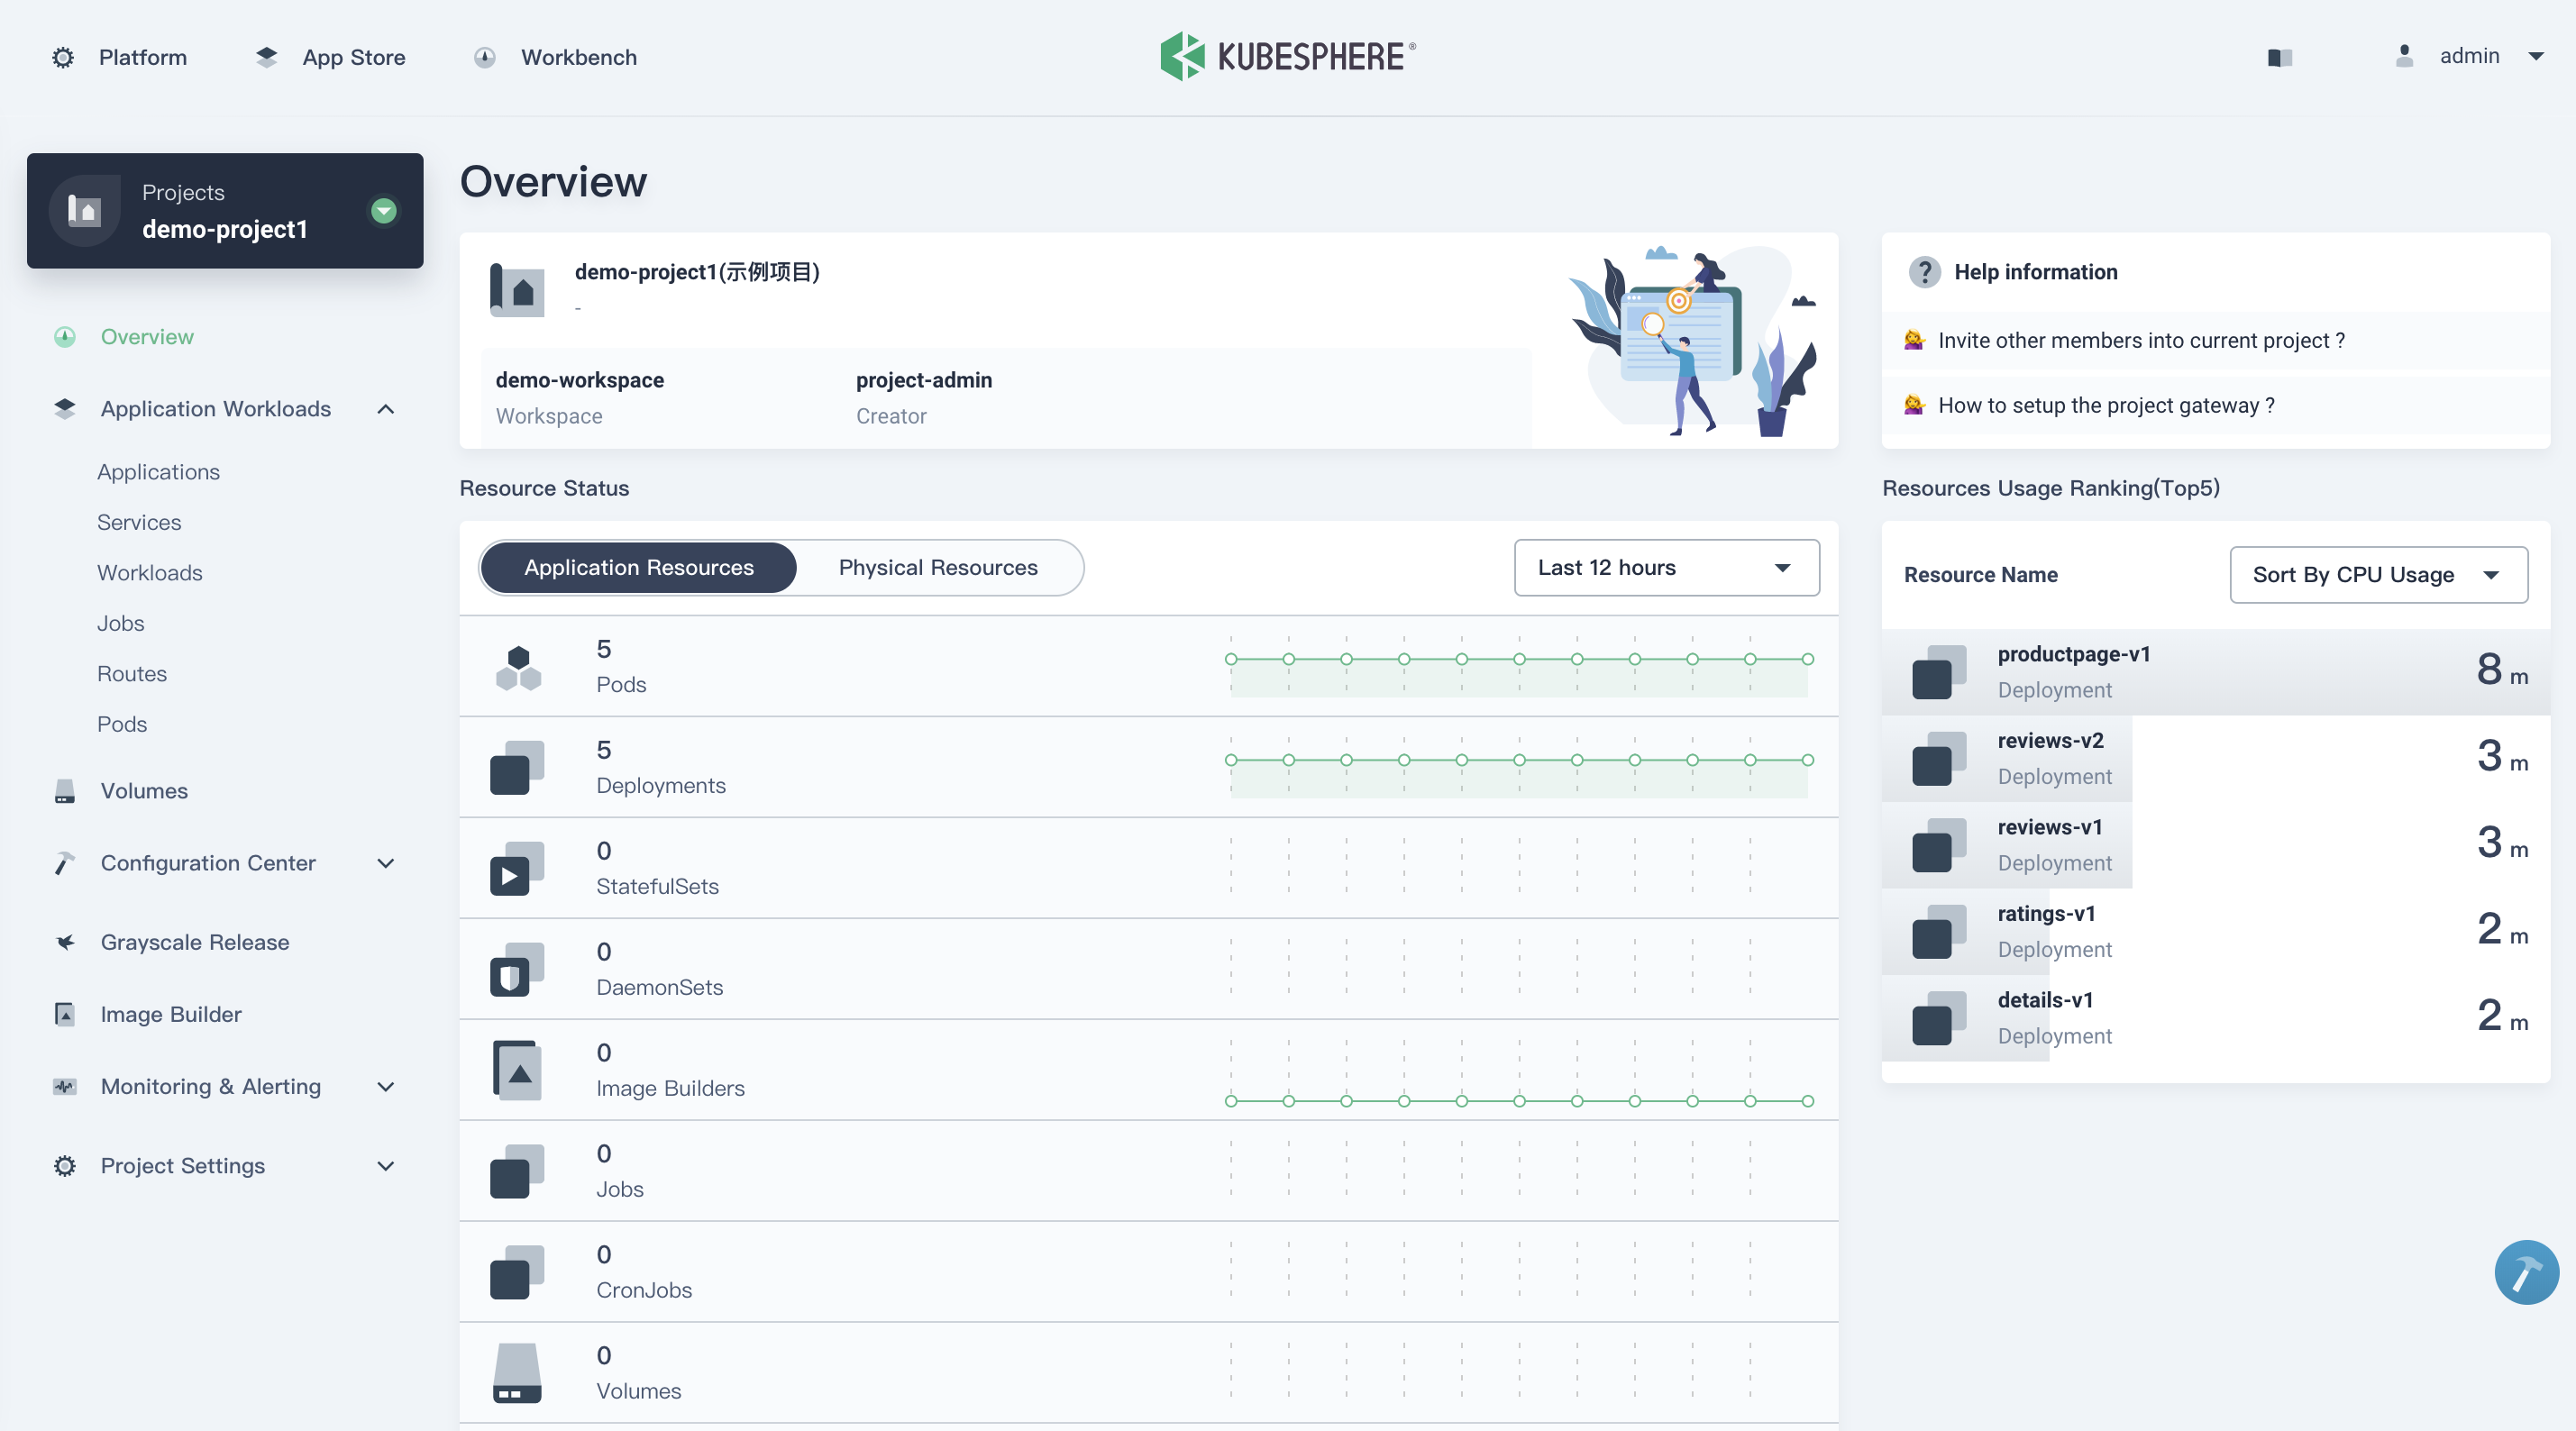 Platform
App Store
Workbench
KUBESPHERE®
admin
Projects
demo-project1
Overview
Application Workloads
Applications
Services
Workloads
Jobs
Routes
Pods
Volumes
Configuration Center
Grayscale Release
Image Builder
Monitoring & Alerting
Project Settings
Overview
demo-project1(示例项目)
-
demo-workspace
Workspace
project-admin
Creator
Help information
Invite other members into current project ?
How to setup the project gateway ?
Resource Status
Application Resources
Physical Resources
Last 12 hours
5
Pods
5
Deployments
0
StatefulSets
0
DaemonSets
0
Image Builders
0
Jobs
0
CronJobs
0
Volumes
Resources Usage Ranking(Top5)
Resource Name
Sort By CPU Usage
productpage-v1
Deployment
8 m
reviews-v2
Deployment
3 m
reviews-v1
Deployment
3 m
ratings-v1
Deployment
2 m
details-v1
Deployment
2 m